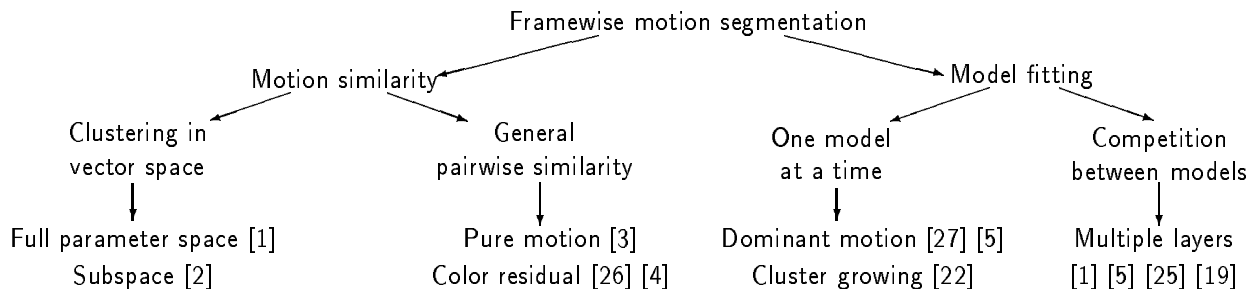 Framewise motion segmentation
Motion similarity
Model fitting
Clustering in
vector space
General
pairwise similarity
One model
at a time
Competition
between models
Full parameter space [1]
Subspace [2]
Pure motion [3]
Color residual [26] [4]
Dominant motion [27] [5]
Cluster growing [22]
Multiple layers
[1] [5] [25] [19]